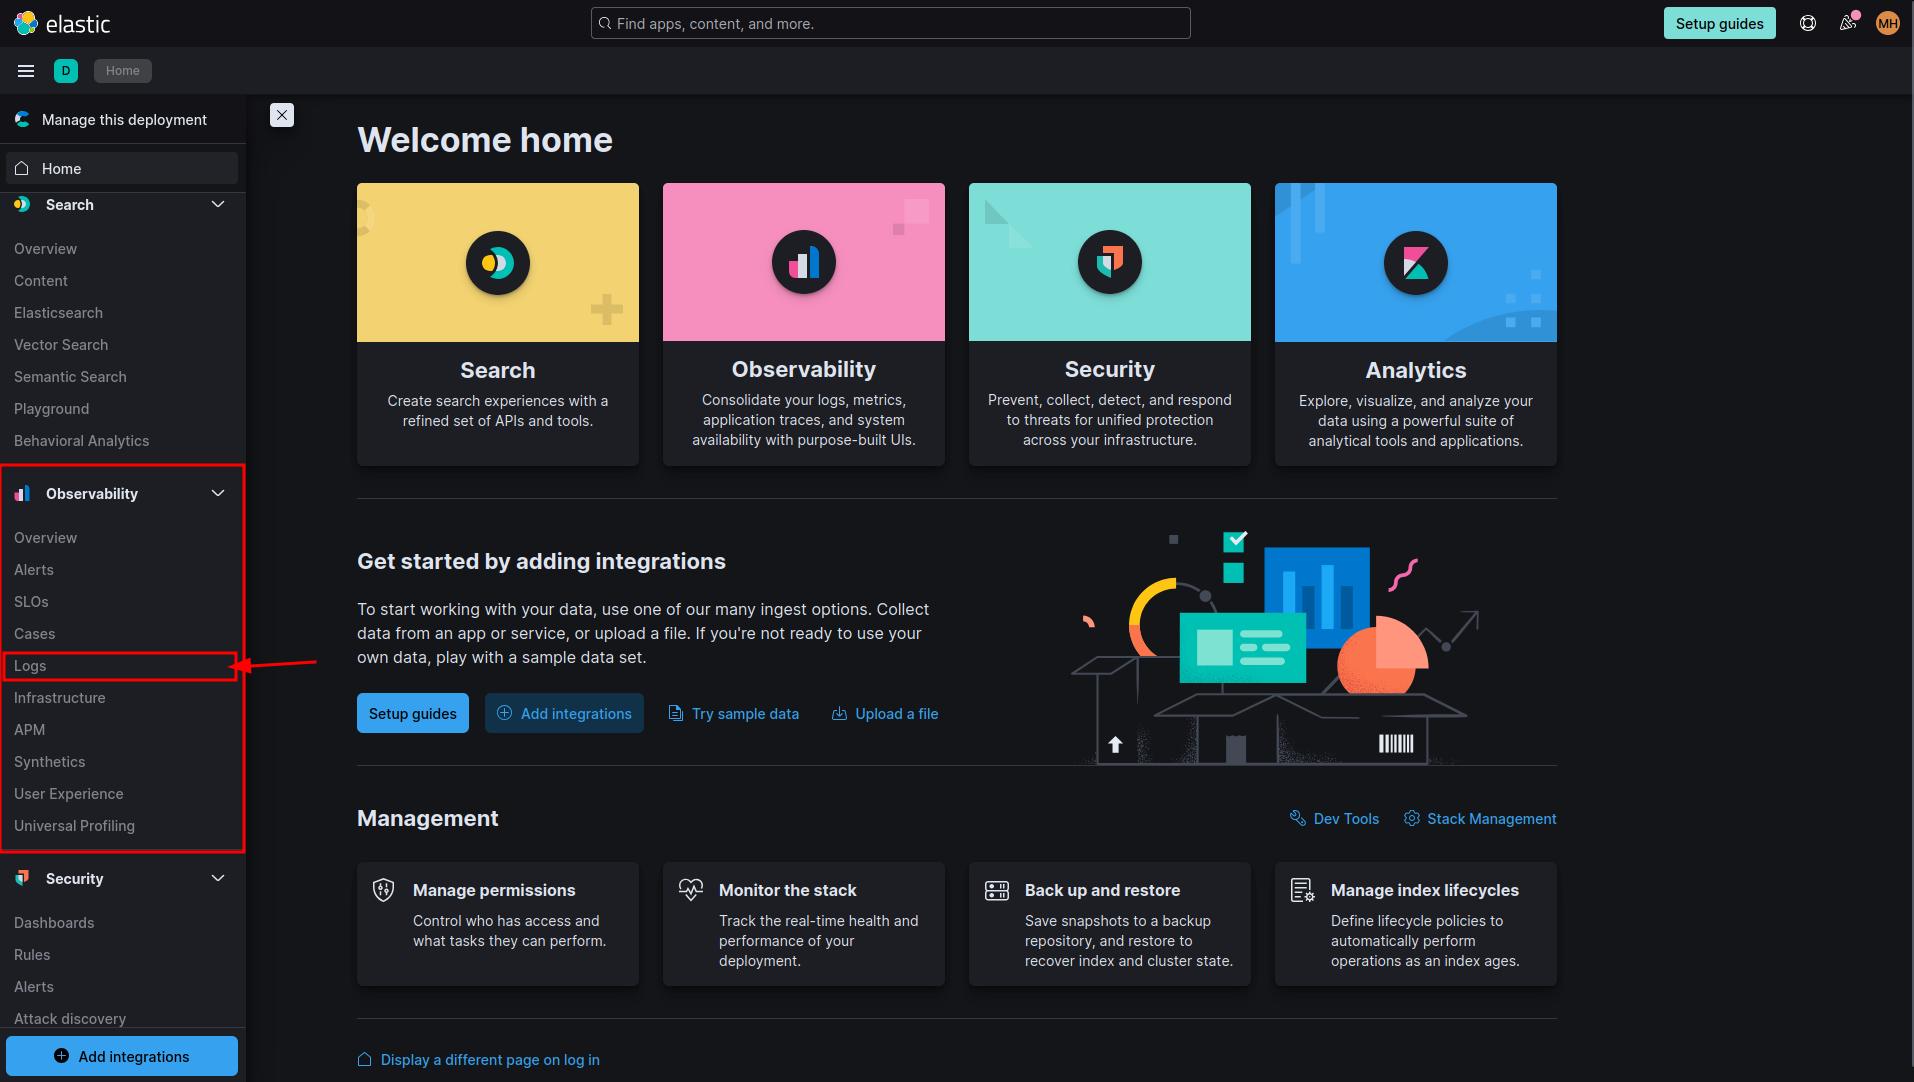 elastic
Find apps, content, and more.
Setup guides
MH
D
Home
Manage this deployment
Home
Search
Overview
Content
Elasticsearch
Vector Search
Semantic Search
Playground
Behavioral Analytics
Observability
Overview
Alerts
SLOs
Cases
Logs
Infrastructure
APM
Synthetics
User Experience
Universal Profiling
Security
Dashboards
Rules
Alerts
Attack discovery
Add integrations
Welcome home
Search
Create search experiences with a
refined set of APIs and tools.
Observability
Consolidate your logs, metrics,
application traces, and system
availability with purpose-built UIs.
Security
Prevent, collect, detect, and respond
to threats for unified protection
across your infrastructure.
Analytics
Explore, visualize, and analyze your
data using a powerful suite of
analytical tools and applications.
Get started by adding integrations
To start working with your data, use one of our many ingest options. Collect
data from an app or service, or upload a file. If you're not ready to use your
own data, play with a sample data set.
Setup guides
Add integrations
Try sample data
Upload a file
Management
Dev Tools
Stack Management
Manage permissions
Control who has access and
what tasks they can perform.
Monitor the stack
Track the real-time health and
performance of your
deployment.
Back up and restore
Save snapshots to a backup
repository, and restore to
recover index and cluster state.
Manage index lifecycles
Define lifecycle policies to
automatically perform
operations as an index ages.
Display a different page on log in